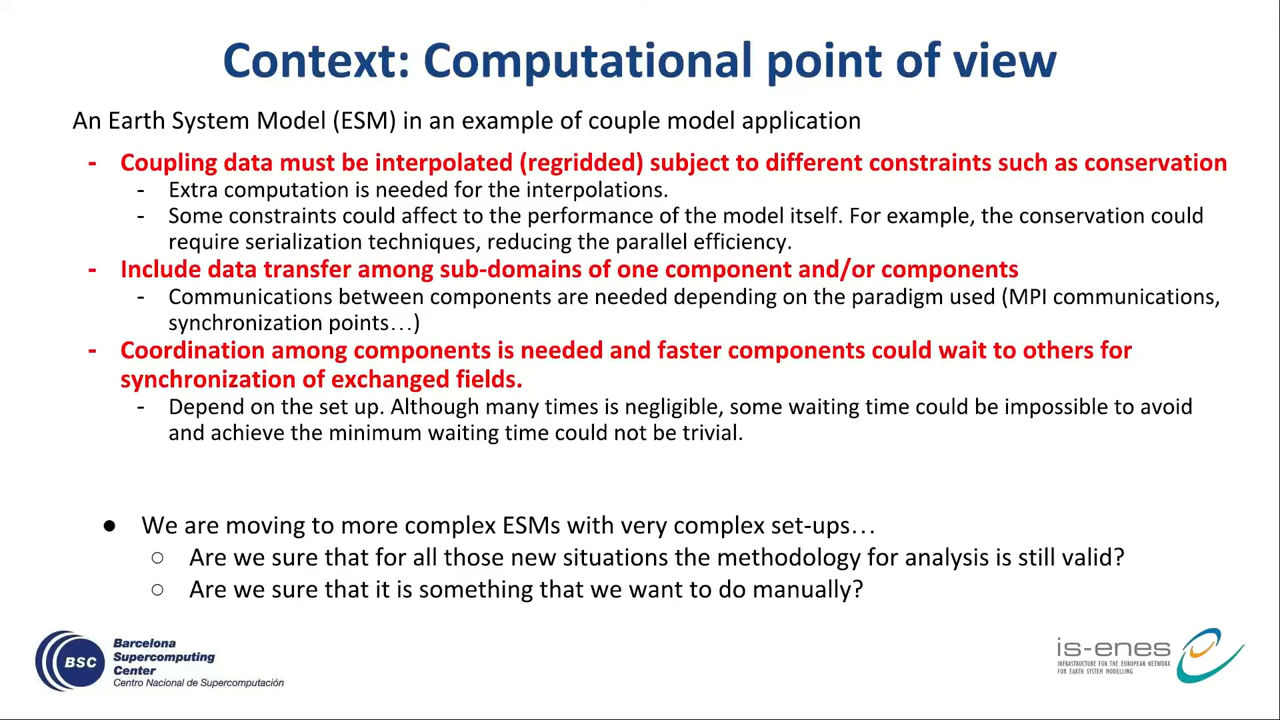 Context: Computational point of view
An Earth System Model (ESM) in an example of couple model application
- Coupling data must be interpolated (regridded) subject to different constraints such as conservation
- Extra computation is needed for the interpolations.
- Some constraints could affect to the performance of the model itself. For example, the conservation could
require serialization techniques, reducing the parallel efficiency.
- Include data transfer among sub-domains of one component and/or components
- Communications between components are needed depending on the paradigm used (MPI communications,
synchronization points…)
- Coordination among components is needed and faster components could wait to others for
synchronization of exchanged fields.
- Depend on the set up. Although many times is negligible, some waiting time could be impossible to avoid
and achieve the minimum waiting time could not be trivial.
● We are moving to more complex ESMs with very complex set-ups…
○ Are we sure that for all those new situations the methodology for analysis is still valid?
○ Are we sure that it is something that we want to do manually?
BSC
Barcelona
Supercomputing
Center
Centro Nacional de Supercomputación
is-enes
INFRASTRUCTURE FOR THE EUROPEAN NETWORK
FOR EARTH SYSTEM MODELLING